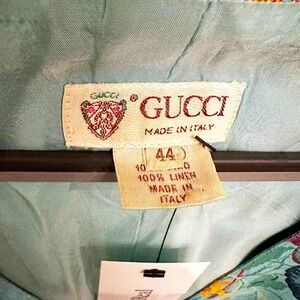 GUCCI
® GUCCI
MADE IN ITALY
44
100% LINEN
MADE IN
ITALY